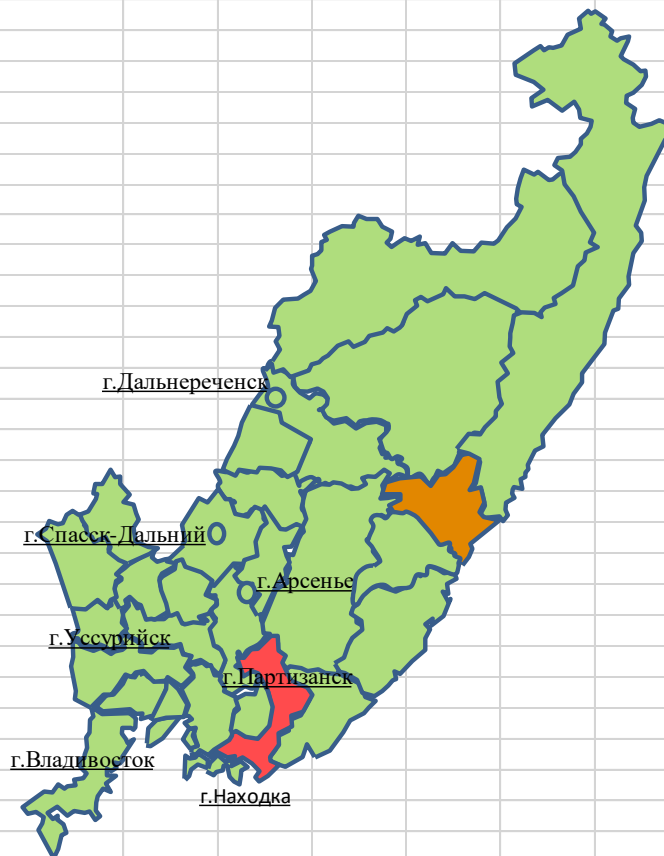 г.Дальнереченск
г.Спасск-Дальний
г.Арсенье
г.Уссурийск
г.Партизанск
г.Владивосток
г.Находка